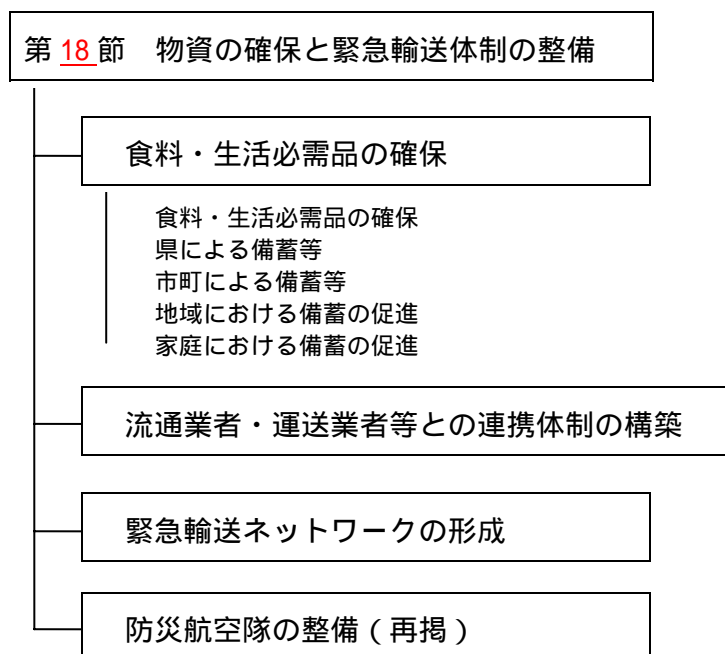 第 18 節　物資の確保と緊急輸送体制の整備
食料・生活必需品の確保
食料・生活必需品の確保
県による備蓄等
市町による備蓄等
地域における備蓄の促進
家庭における備蓄の促進
流通業者・運送業者等との連携体制の構築
緊急輸送ネットワークの形成
防災航空隊の整備（再掲）